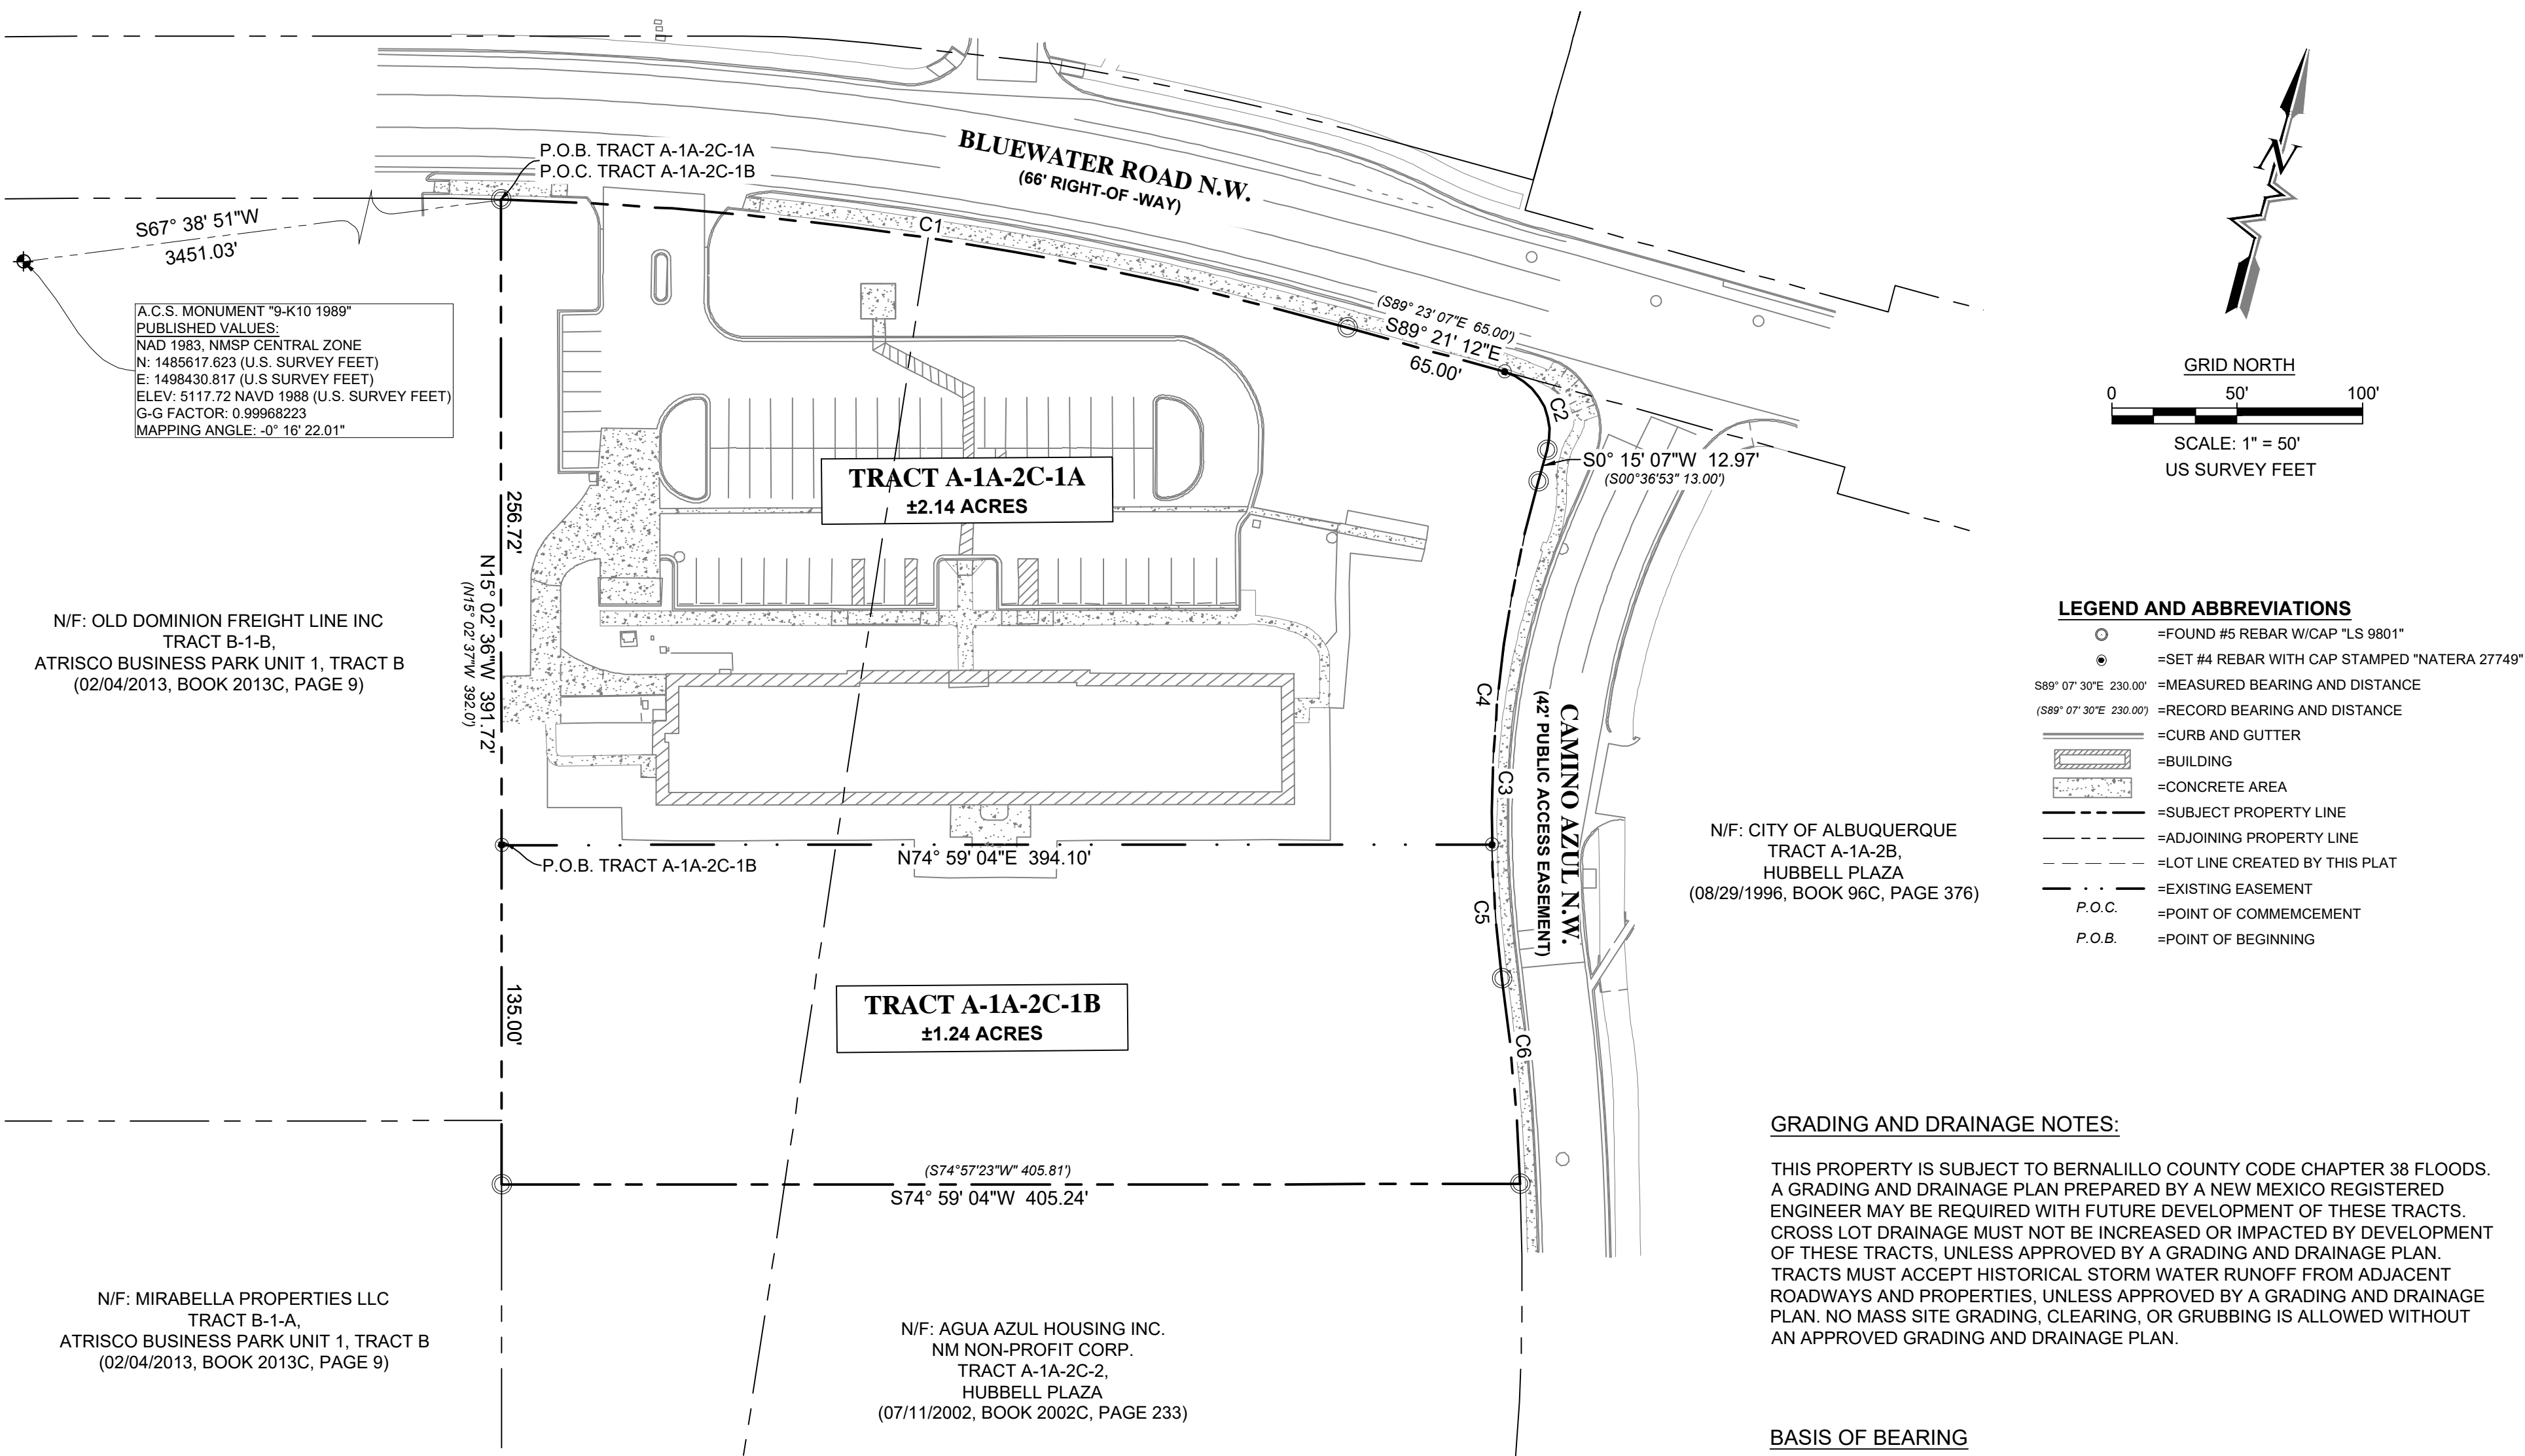 P.O.B. TRACT A-1A-2C-1A
P.O.C. TRACT A-1A-2C-1B
BLUEWATER ROAD N.W.
(66' RIGHT-OF -WAY)
N
S67° 38' 51"W
3451.03'
C1
A.C.S. MONUMENT "9-K10 1989"
PUBLISHED VALUES:
NAD 1983, NMSP CENTRAL ZONE
N: 1485617.623 (U.S. SURVEY FEET)
E: 1498430.817 (U.S SURVEY FEET)
ELEV: 5117.72 NAVD 1988 (U.S. SURVEY FEET)
G-G FACTOR: 0.99968223
MAPPING ANGLE: -0° 16' 22.01"
(S89° 23' 07"E 65.00')
S89° 21' 12"E
65.00'
C2
GRID NORTH
0 50' 100'
SCALE: 1" = 50'
US SURVEY FEET
S0° 15' 07"W 12.97'
(S00°36'53" 13.00')
TRACT A-1A-2C-1A
±2.14 ACRES
256.72'
N15° 02' 36"W 391.72'
(N15° 02' 37"W 392.0')
N/F: OLD DOMINION FREIGHT LINE INC
TRACT B-1-B,
ATRISCO BUSINESS PARK UNIT 1, TRACT B
(02/04/2013, BOOK 2013C, PAGE 9)
C4
C3
CAMINO AZUL N.W.
(42' PUBLIC ACCESS EASEMENT)
LEGEND AND ABBREVIATIONS
=FOUND #5 REBAR W/CAP "LS 9801"
=SET #4 REBAR WITH CAP STAMPED "NATERA 27749"
S89° 07' 30"E 230.00' =MEASURED BEARING AND DISTANCE
(S89° 07' 30"E 230.00') =RECORD BEARING AND DISTANCE
=CURB AND GUTTER
=BUILDING
=CONCRETE AREA
=SUBJECT PROPERTY LINE
=ADJOINING PROPERTY LINE
=LOT LINE CREATED BY THIS PLAT
=EXISTING EASEMENT
P.O.C. =POINT OF COMMEMCEMENT
P.O.B. =POINT OF BEGINNING
N/F: CITY OF ALBUQUERQUE
TRACT A-1A-2B,
HUBBELL PLAZA
(08/29/1996, BOOK 96C, PAGE 376)
P.O.B. TRACT A-1A-2C-1B
N74° 59' 04"E 394.10'
C5
135.00'
TRACT A-1A-2C-1B
±1.24 ACRES
C6
(S74°57'23"W" 405.81')
S74° 59' 04"W 405.24'
GRADING AND DRAINAGE NOTES:
THIS PROPERTY IS SUBJECT TO BERNALILLO COUNTY CODE CHAPTER 38 FLOODS.
A GRADING AND DRAINAGE PLAN PREPARED BY A NEW MEXICO REGISTERED
ENGINEER MAY BE REQUIRED WITH FUTURE DEVELOPMENT OF THESE TRACTS.
CROSS LOT DRAINAGE MUST NOT BE INCREASED OR IMPACTED BY DEVELOPMENT
OF THESE TRACTS, UNLESS APPROVED BY A GRADING AND DRAINAGE PLAN.
TRACTS MUST ACCEPT HISTORICAL STORM WATER RUNOFF FROM ADJACENT
ROADWAYS AND PROPERTIES, UNLESS APPROVED BY A GRADING AND DRAINAGE
PLAN. NO MASS SITE GRADING, CLEARING, OR GRUBBING IS ALLOWED WITHOUT
AN APPROVED GRADING AND DRAINAGE PLAN.
N/F: MIRABELLA PROPERTIES LLC
TRACT B-1-A,
ATRISCO BUSINESS PARK UNIT 1, TRACT B
(02/04/2013, BOOK 2013C, PAGE 9)
N/F: AGUA AZUL HOUSING INC.
NM NON-PROFIT CORP.
TRACT A-1A-2C-2,
HUBBELL PLAZA
(07/11/2002, BOOK 2002C, PAGE 233)
BASIS OF BEARING